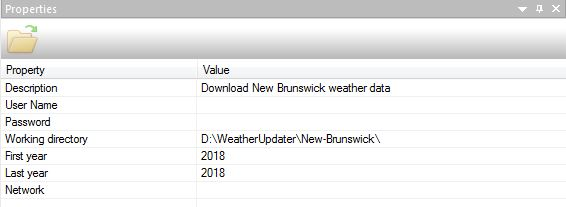 Properties
Property Value
Description Download New Brunswick weather data
User Name
Password
Working directory D:\WeatherUpdater\New-Brunswick\
First year 2018
Last year 2018
Network